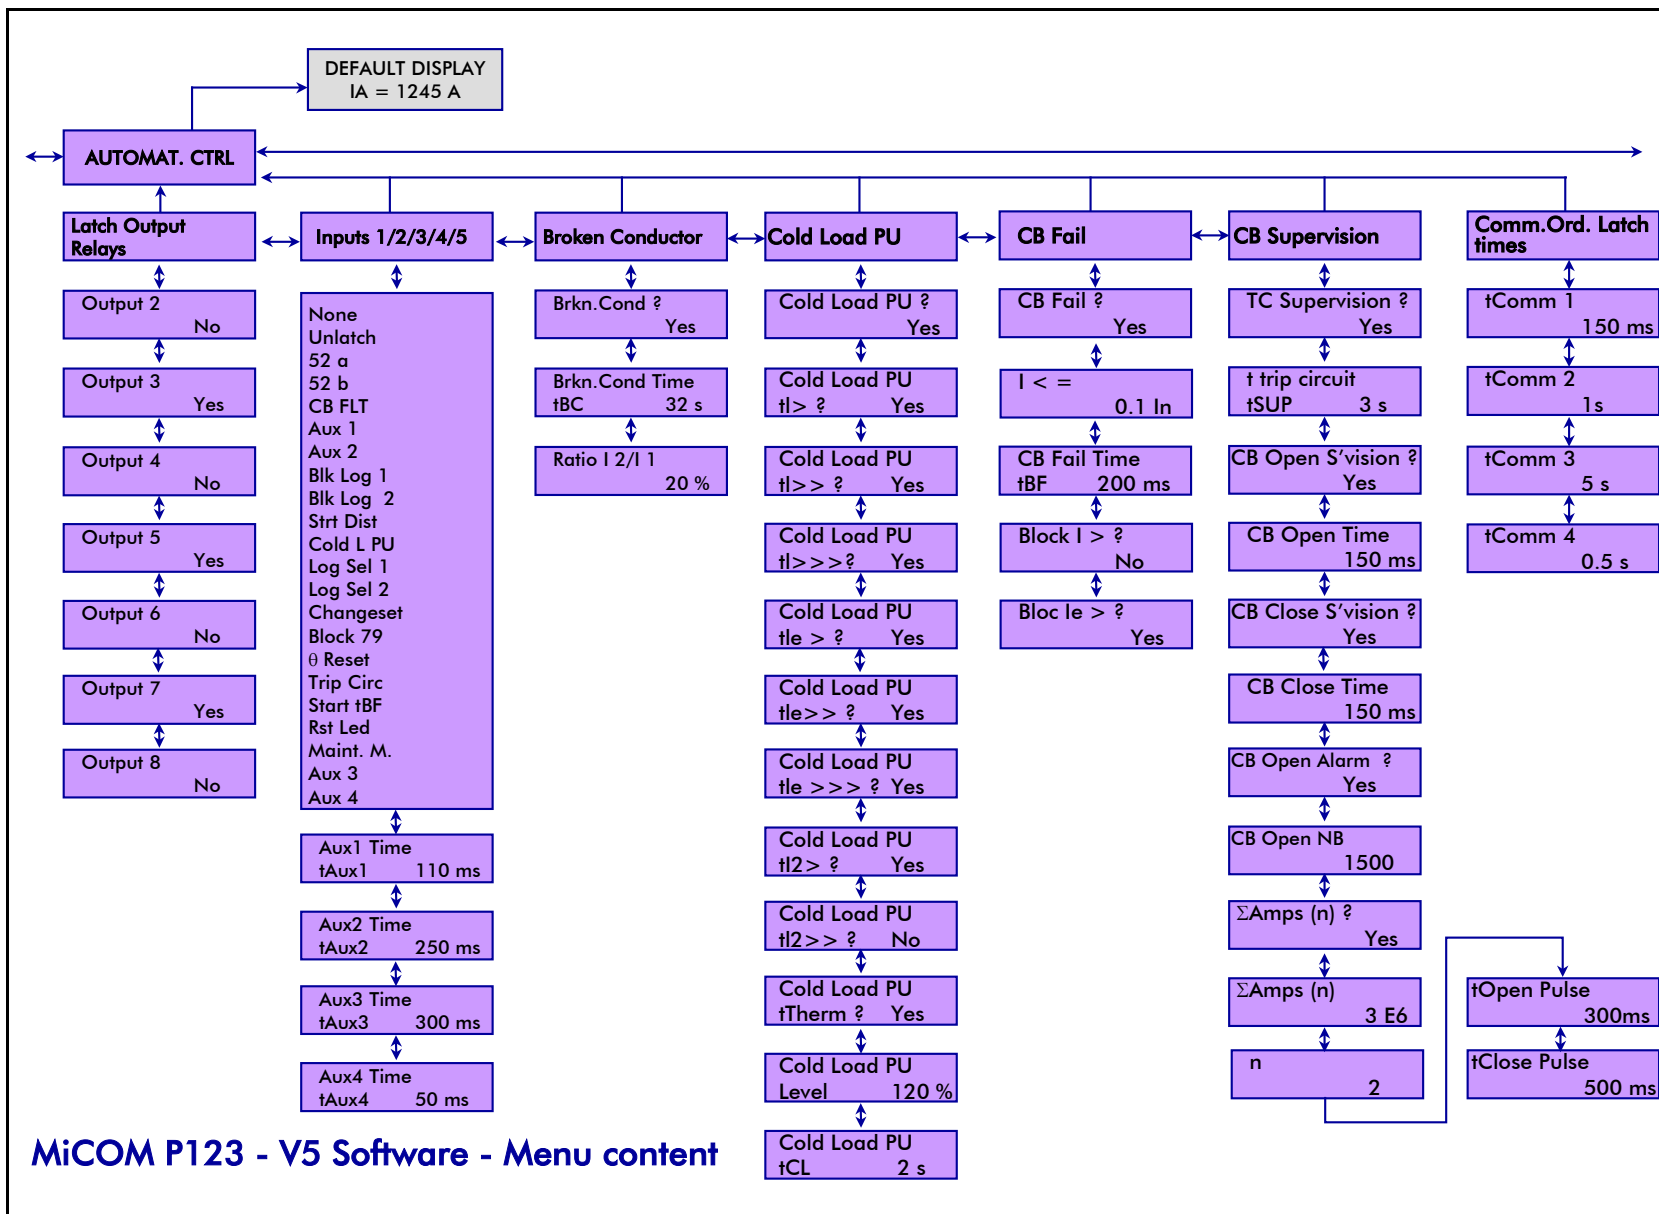 DEFAULT DISPLAY
IA = 1245 A
AUTOMAT. CTRL
Latch Output
Relays
Output 2
No
Output 3
Yes
Output 4
No
Output 5
Yes
Output 6
No
Output 7
Yes
Output 8
No
Inputs 1/2/3/4/5
None
Unlatch
52 a
52 b
CB FLT
Aux 1
Aux 2
Blk Log 1
Blk Log 2
Strt Dist
Cold L PU
Log Sel 1
Log Sel 2
Changeset
Block 79
θ Reset
Trip Circ
Start tBF
Rst Led
Maint. M.
Aux 3
Aux 4
Aux1 Time
tAux1 110 ms
Aux2 Time
tAux2 250 ms
Aux3 Time
tAux3 300 ms
Aux4 Time
tAux4 50 ms
Broken Conductor
Brkn.Cond ?
Yes
Brkn.Cond Time
tBC 32 s
Ratio I 2/I 1
20 %
Cold Load PU
Cold Load PU ?
Yes
Cold Load PU
tI> ? Yes
Cold Load PU
tI>> ? Yes
Cold Load PU
tI>>>? Yes
Cold Load PU
tIe > ? Yes
Cold Load PU
tIe>> ? Yes
Cold Load PU
tIe >>> ? Yes
Cold Load PU
tI2> ? Yes
Cold Load PU
tI2>> ? No
Cold Load PU
tTherm ? Yes
Cold Load PU
Level 120 %
Cold Load PU
tCL 2 s
CB Fail
CB Fail ?
Yes
I < =
0.1 In
CB Fail Time
tBF 200 ms
Block I > ?
No
Bloc Ie > ?
Yes
CB Supervision
TC Supervision ?
Yes
t trip circuit
tSUP 3 s
CB Open S'vision ?
Yes
CB Open Time
150 ms
CB Close S'vision ?
Yes
CB Close Time
150 ms
CB Open Alarm ?
Yes
CB Open NB
1500
ΣAmps (n) ?
Yes
ΣAmps (n)
3 E6
n
2
Comm.Ord. Latch
times
tComm 1
150 ms
tComm 2
1s
tComm 3
5 s
tComm 4
0.5 s
tOpen Pulse
300ms
tClose Pulse
500 ms
MiCOM P123 - V5 Software - Menu content